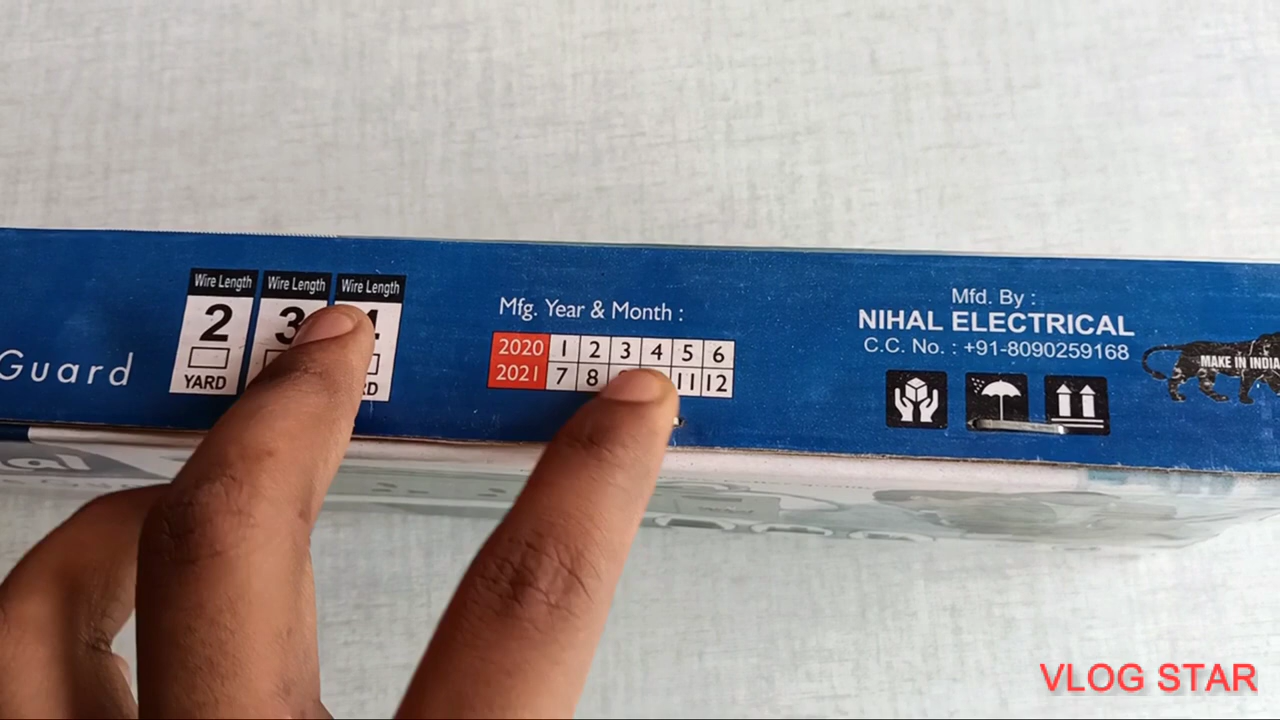 Guard
Wire Length
2
YARD
Wire Length
3
Wire Length
Mfg. Year & Month :
2020 1 2 3 4 5 6
2021 7 8 11 12
Mfd. By :
NIHAL ELECTRICAL
C.C. No. : +91-8090259168
MAKE IN INDIA
VLOG STAR